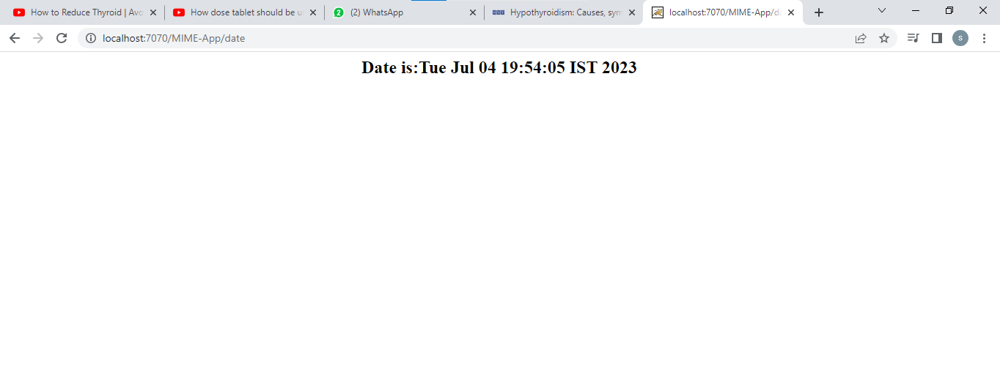 How to Reduce Thyroid | Avo
How dose tablet should be u
2 (2) WhatsApp
Hypothyroidism: Causes, sym
localhost:7070/MIME-App/da
localhost:7070/MIME-App/date
s
Date is:Tue Jul 04 19:54:05 IST 2023